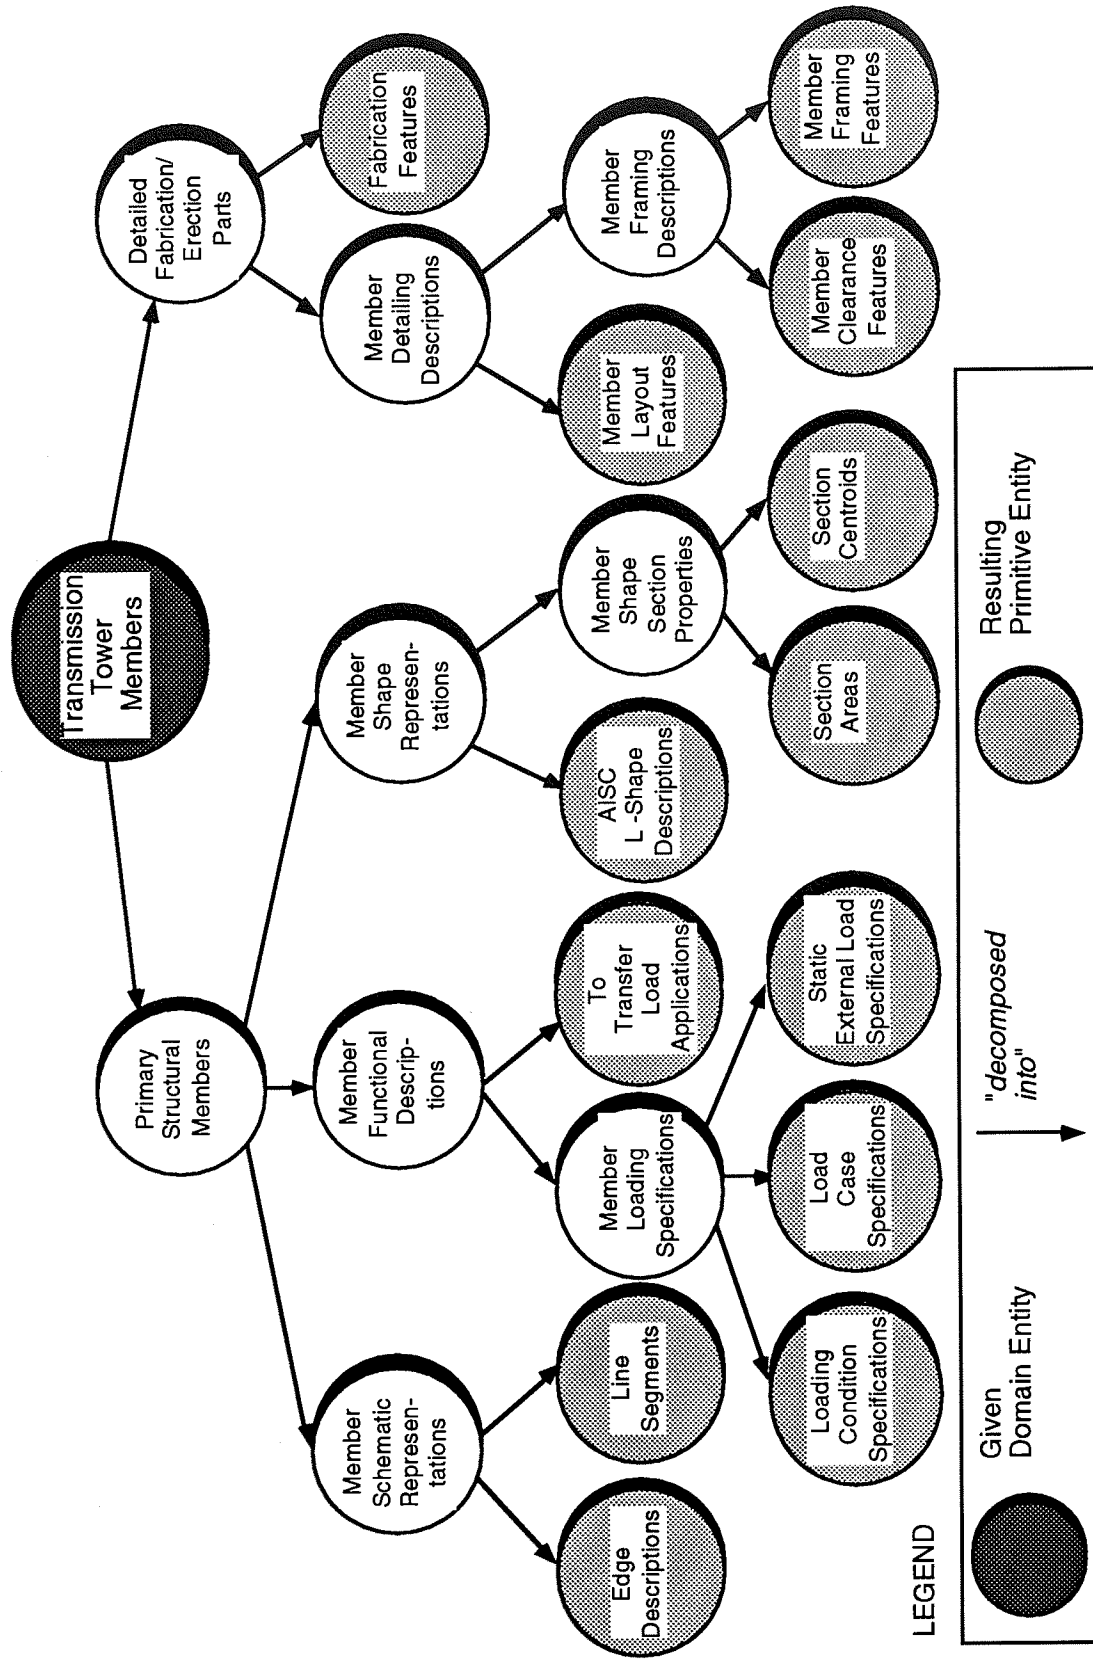 Transmission
Tower
Members
Primary
Structural
Members
Detailed
Fabrication/
Erection
Parts
Member
Schematic
Represen-
tations
Member
Functional
Descrip-
tions
Member
Shape
Represen-
tations
Member
Detailing
Descriptions
Fabrication
Features
Edge
Descriptions
Line
Segments
Member
Loading
Specifications
To
Transfer
Load
Applications
AISC
L -Shape
Descriptions
Member
Shape
Section
Properties
Member
Layout
Features
Member
Framing
Descriptions
Loading
Condition
Specifications
Load
Case
Specifications
Static
External Load
Specifications
Section
Areas
Section
Centroids
Member
Clearance
Features
Member
Framing
Features
LEGEND
Given
Domain Entity
"decomposed
into"
Resulting
Primitive Entity